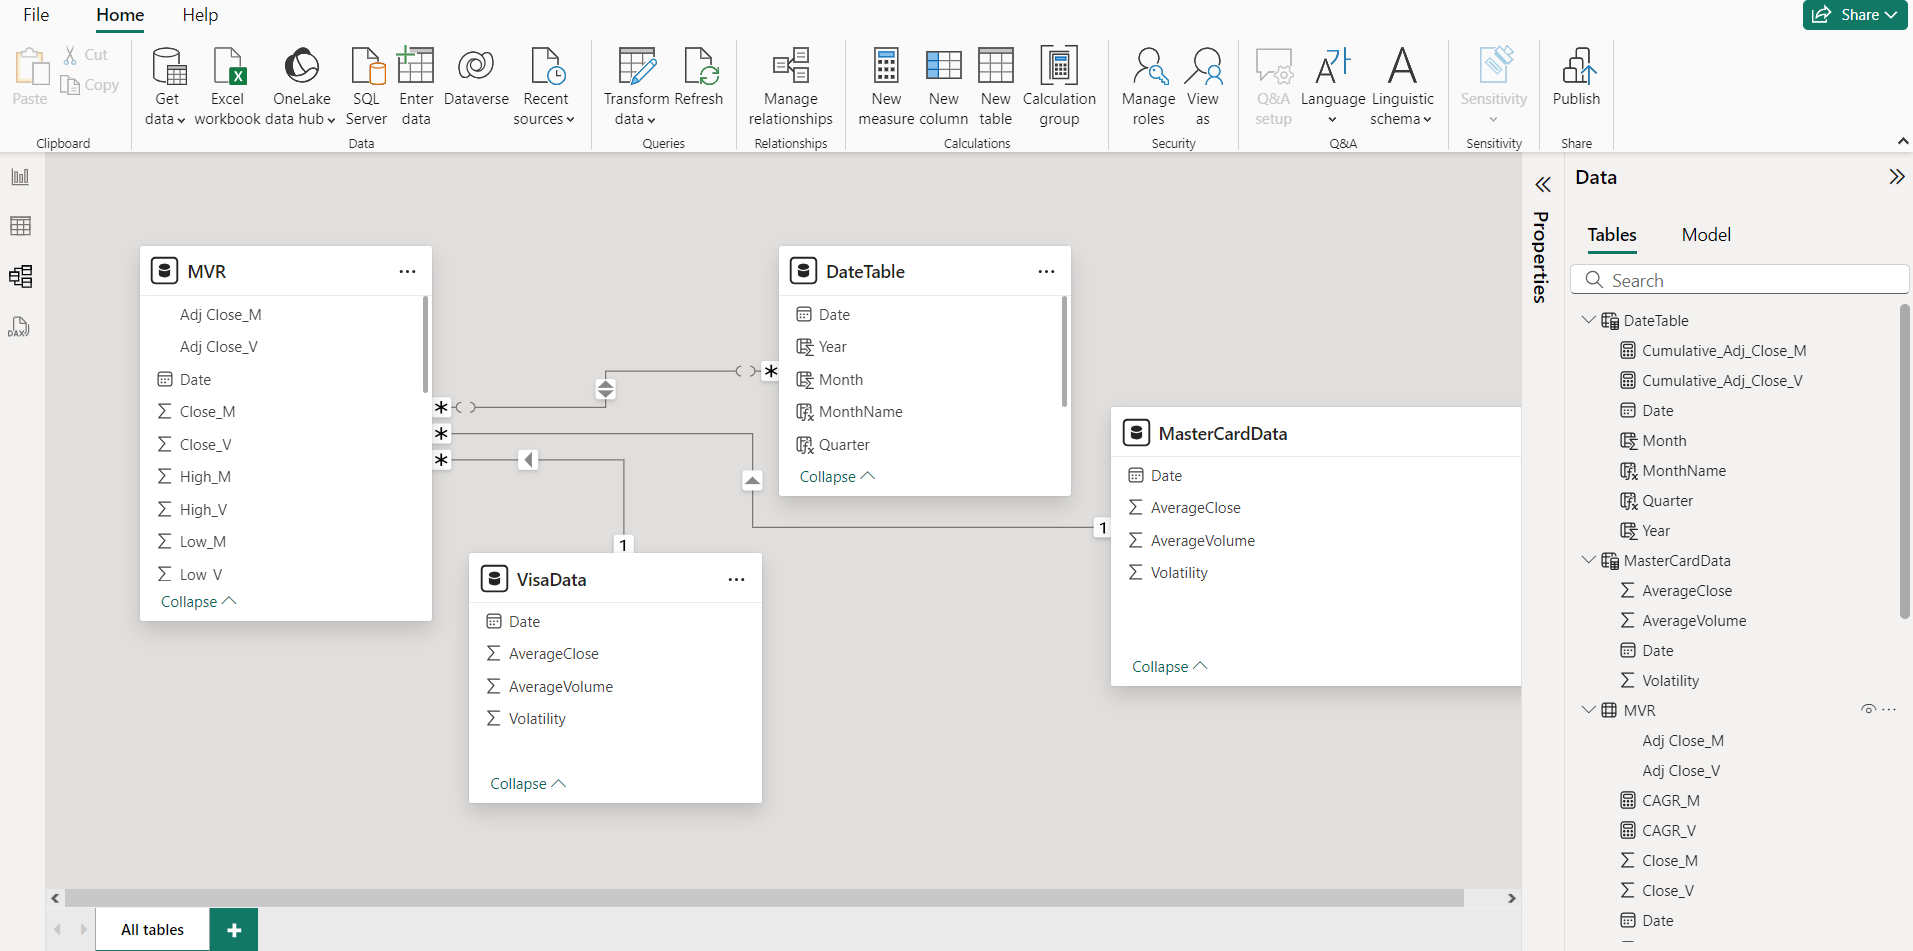 File
Home
Help
Share
Paste
Cut
Copy
Clipboard
Get data
Excel workbook
OneLake data hub
SQL Server
Enter data
Dataverse
Recent sources
Data
Transform data
Refresh
Queries
Manage relationships
Relationships
New measure
New column
New table
Calculation group
Calculations
Manage roles
View as
Security
Q&A setup
Language
Linguistic schema
Q&A
Sensitivity
Sensitivity
Publish
Share
DAX
MVR
Adj Close_M
Adj Close_V
Date
Close_M
Close_V
High_M
High_V
Low_M
Low_V
Collapse
*
*
*
DateTable
Date
Year
Month
MonthName
Quarter
Collapse
*
1
VisaData
Date
AverageClose
AverageVolume
Volatility
Collapse
1
MasterCardData
Date
AverageClose
AverageVolume
Volatility
Collapse
All tables
Properties
Data
Tables
Model
Search
DateTable
Cumulative_Adj_Close_M
Cumulative_Adj_Close_V
Date
Month
MonthName
Quarter
Year
MasterCardData
AverageClose
AverageVolume
Date
Volatility
MVR
Adj Close_M
Adj Close_V
CAGR_M
CAGR_V
Close_M
Close_V
Date